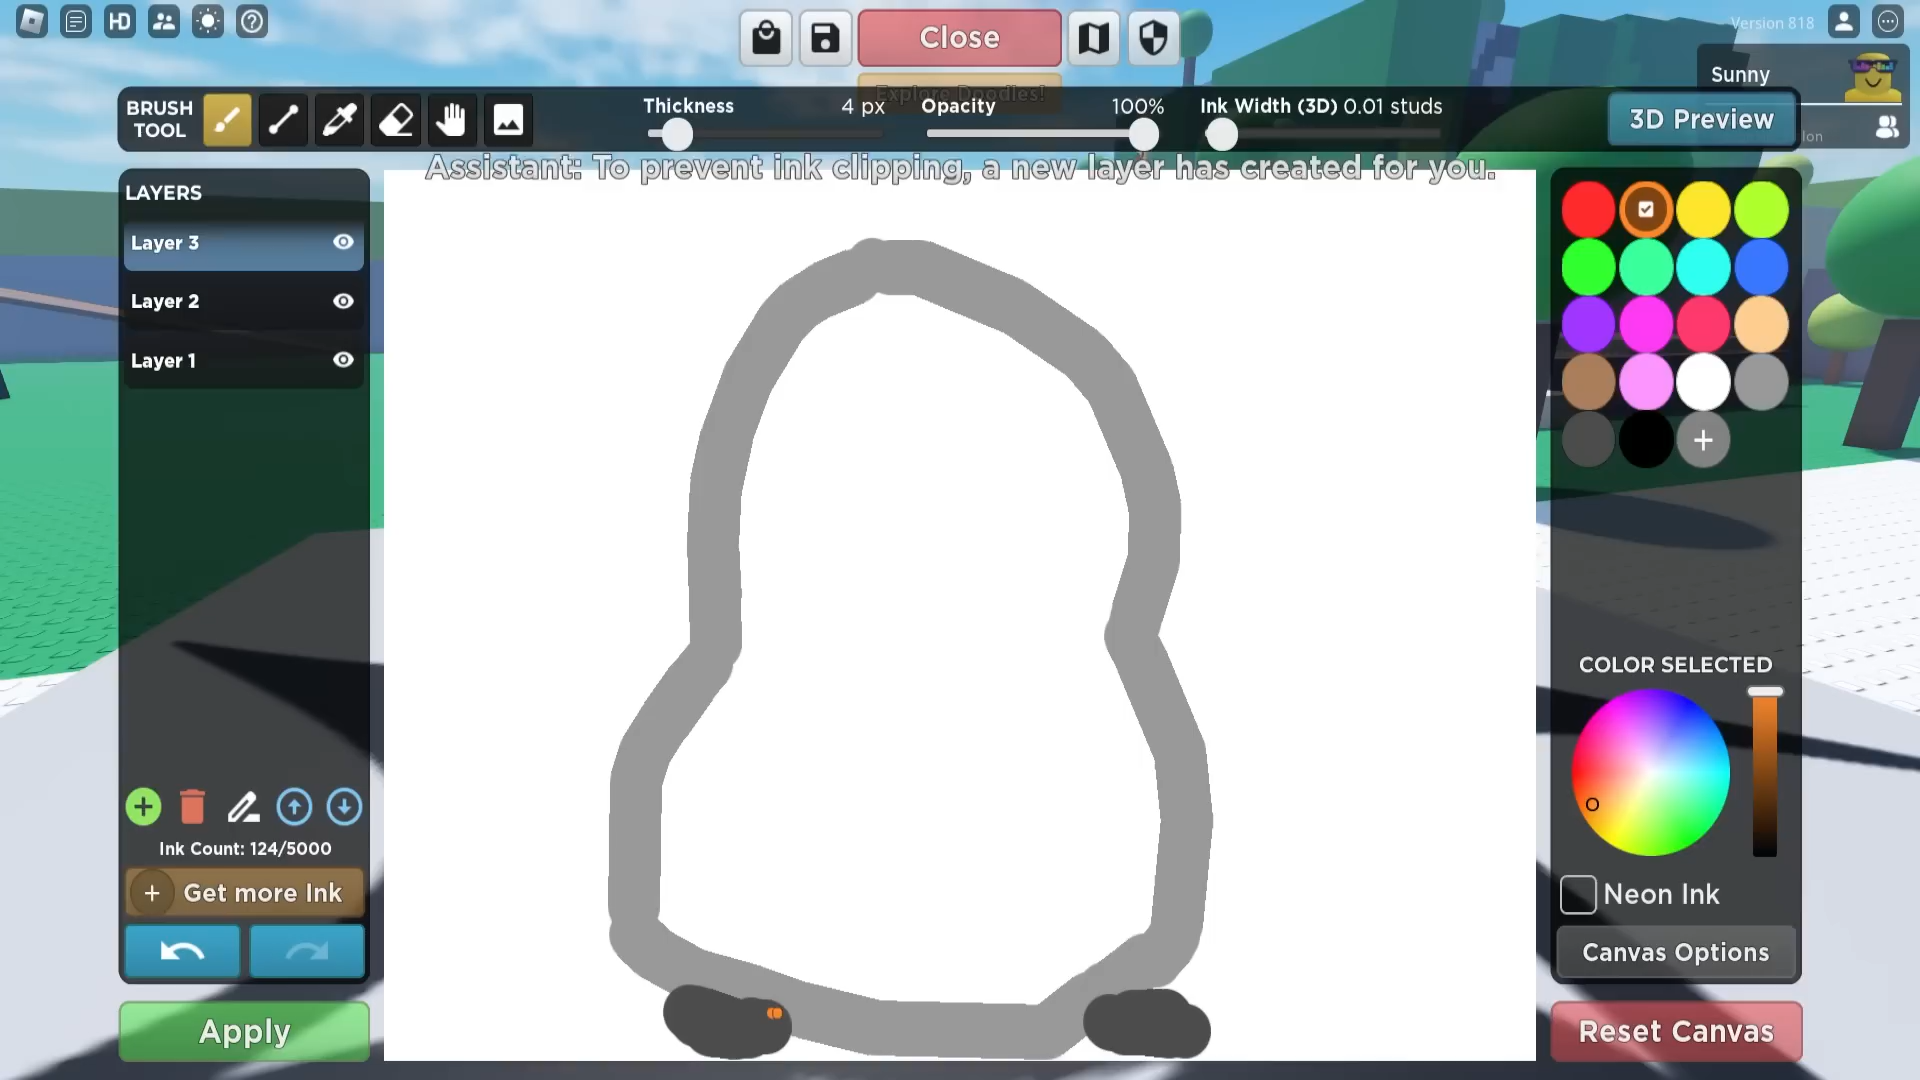 HD
Close
Version 818
Explore Doodles!
Sunny
BRUSH
TOOL
Thickness 4 px Opacity 100% Ink Width (3D) 0.01 studs
3D Preview
Assistant: To prevent ink clipping, a new layer has created for you.
LAYERS
Layer 3
Layer 2
Layer 1
COLOR SELECTED
Ink Count: 124/5000
+ Get more Ink
Neon Ink
Canvas Options
Apply
Reset Canvas